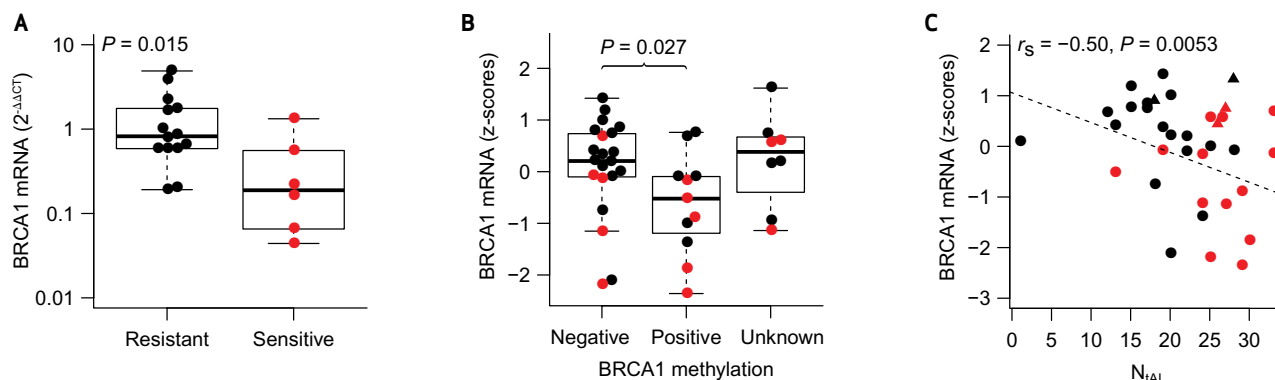 A
P = 0.015
BRCA1 mRNA (2^-ΔΔCT)
10
1
0.1
0.01
Resistant Sensitive
B
P = 0.027
BRCA1 mRNA (z-scores)
2
1
0
−1
−2
Negative Positive Unknown
BRCA1 methylation
C
rs = −0.50, P = 0.0053
BRCA1 mRNA (z-scores)
2
1
0
−1
−2
−3
0 5 10 15 20 25 30
NtAI